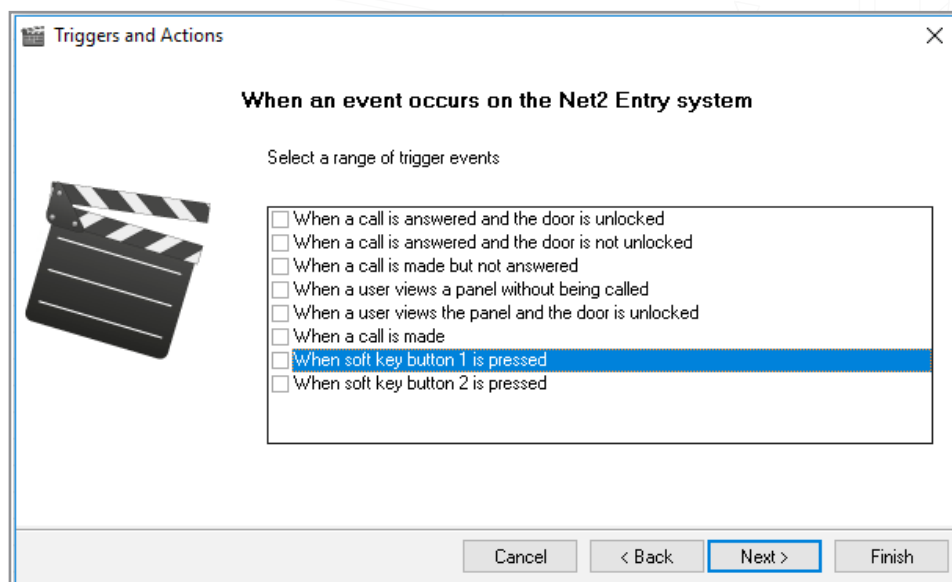 Triggers and Actions
When an event occurs on the Net2 Entry system
Select a range of trigger events
When a call is answered and the door is unlocked
When a call is answered and the door is not unlocked
When a call is made but not answered
When a user views a panel without being called
When a user views the panel and the door is unlocked
When a call is made
When soft key button 1 is pressed
When soft key button 2 is pressed
Cancel
< Back
Next >
Finish